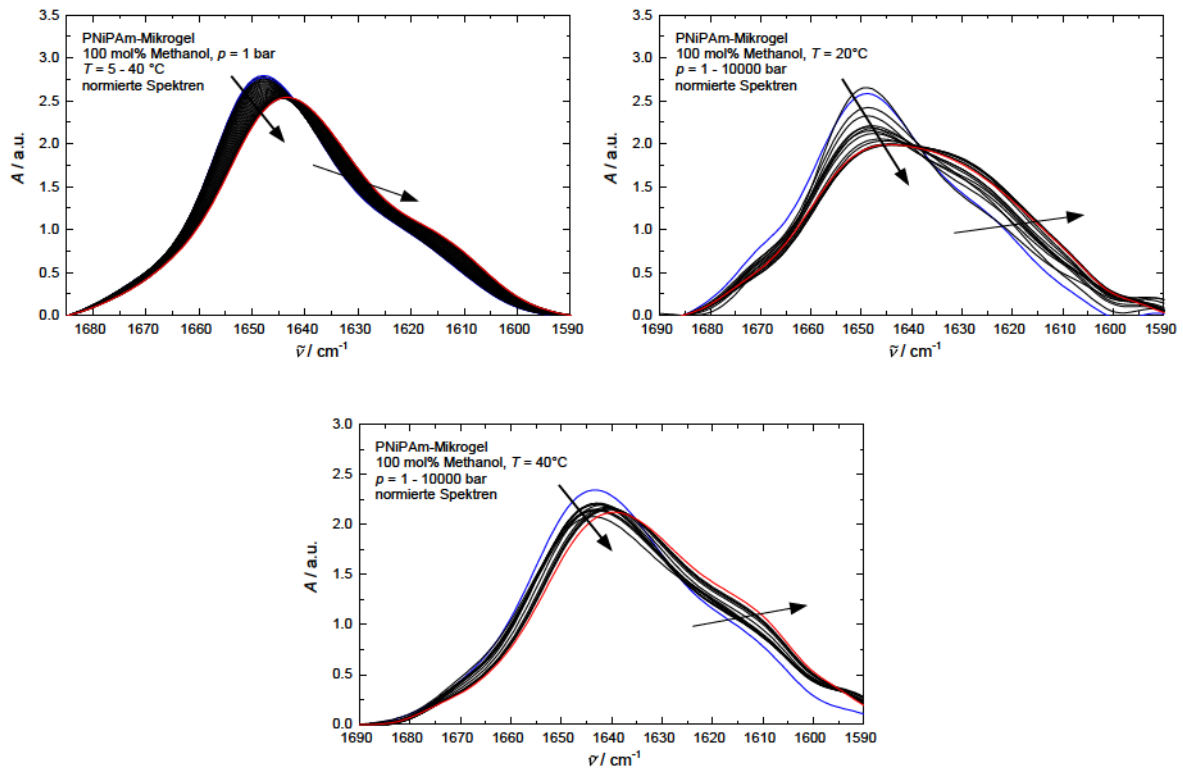 3.5
3.0
2.5
2.0
1.5
1.0
0.5
0.0
A / a.u.
PNiPAm-Mikrogel
100 mol% Methanol, p = 1 bar
T = 5 - 40 °C
normierte Spektren
1680 1670 1660 1650 1640 1630 1620 1610 1600 1590
ṽ / cm⁻¹
3.5
3.0
2.5
2.0
1.5
1.0
0.5
0.0
A / a.u.
PNiPAm-Mikrogel
100 mol% Methanol, T = 20°C
p = 1 - 10000 bar
normierte Spektren
1690 1680 1670 1660 1650 1640 1630 1620 1610 1600 1590
ṽ / cm⁻¹
3.0
2.5
2.0
1.5
1.0
0.5
0.0
A / a.u.
PNiPAm-Mikrogel
100 mol% Methanol, T = 40°C
p = 1 - 10000 bar
normierte Spektren
1690 1680 1670 1660 1650 1640 1630 1620 1610 1600 1590
ṽ / cm⁻¹